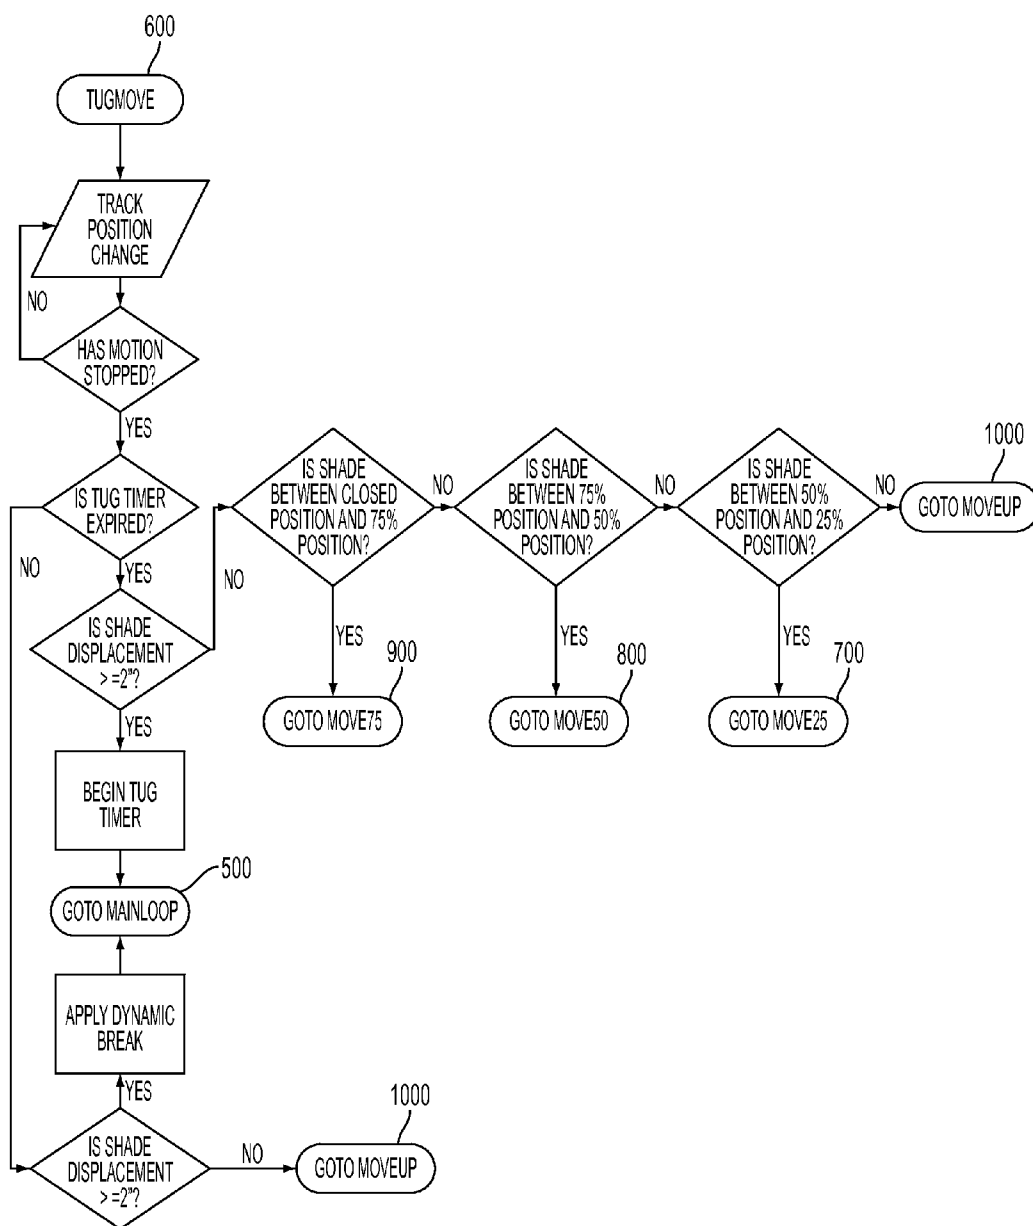 600
TUGMOVE
TRACK
POSITION
CHANGE
NO
HAS MOTION
STOPPED?
YES
IS TUG TIMER
EXPIRED?
NO
YES
IS SHADE
DISPLACEMENT
> =2"?
NO
YES
IS SHADE
BETWEEN CLOSED
POSITION AND 75%
POSITION?
NO
YES
900
GOTO MOVE75
IS SHADE
BETWEEN 75%
POSITION AND 50%
POSITION?
NO
YES
800
GOTO MOVE50
IS SHADE
BETWEEN 50%
POSITION AND 25%
POSITION?
NO
YES
700
GOTO MOVE25
1000
GOTO MOVEUP
BEGIN TUG
TIMER
500
GOTO MAINLOOP
APPLY DYNAMIC
BREAK
YES
IS SHADE
DISPLACEMENT
> =2"?
NO
1000
GOTO MOVEUP